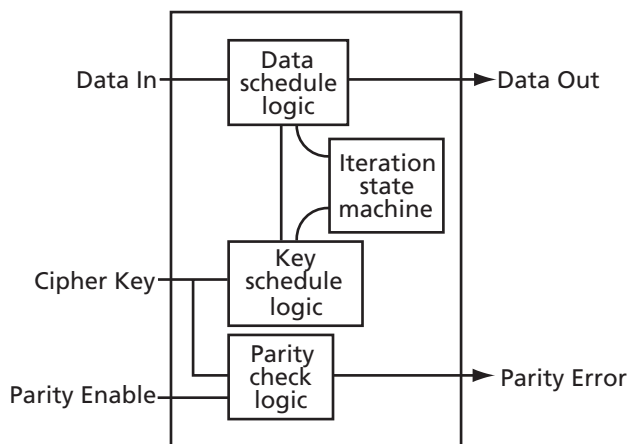 Data In
Data
schedule
logic
Data Out
Iteration
state
machine
Cipher Key
Key
schedule
logic
Parity Enable
Parity
check
logic
Parity Error